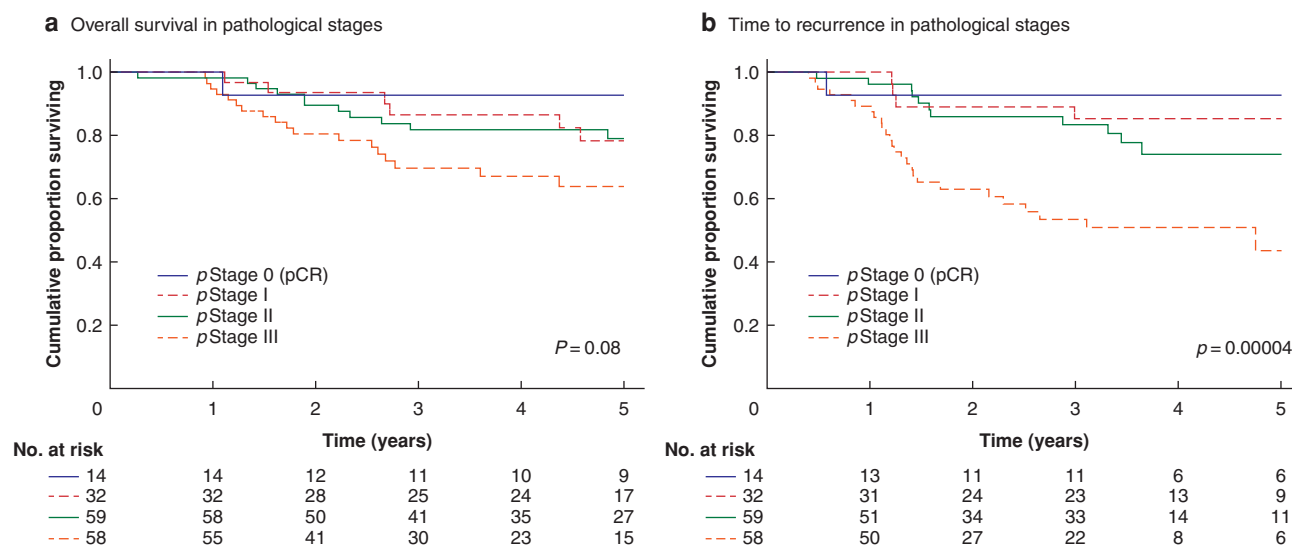 a Overall survival in pathological stages
Cumulative proportion surviving
1.0
0.8
0.6
0.4
0.2
pStage 0 (pCR)
pStage I
pStage II
pStage III
P = 0.08
0 1 2 3 4 5
Time (years)
No. at risk
14 14 12 11 10 9
32 32 28 25 24 17
59 58 50 41 35 27
58 55 41 30 23 15
b Time to recurrence in pathological stages
Cumulative proportion surviving
1.0
0.8
0.6
0.4
0.2
pStage 0 (pCR)
pStage I
pStage II
pStage III
p = 0.00004
0 1 2 3 4 5
Time (years)
No. at risk
14 13 11 11 6 6
32 31 24 23 13 9
59 51 34 33 14 11
58 50 27 22 8 6